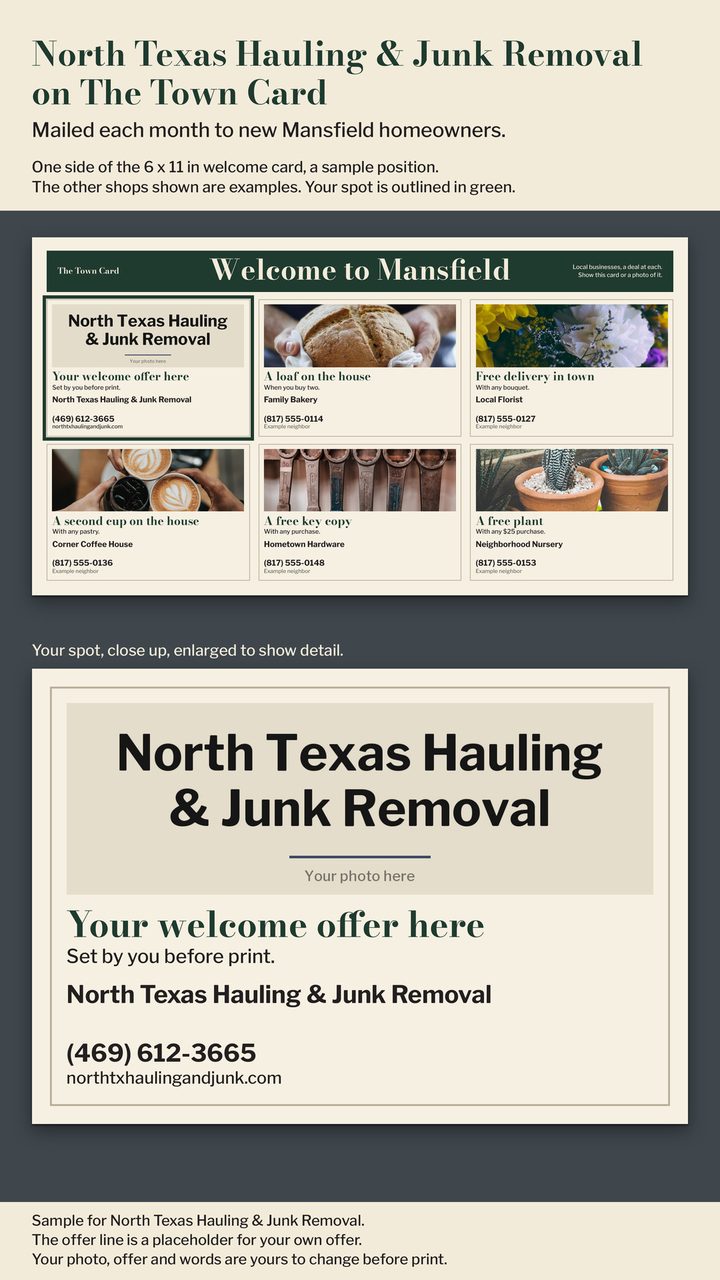 North Texas Hauling & Junk Removal
on The Town Card
Mailed each month to new Mansfield homeowners.
One side of the 6 x 11 in welcome card, a sample position.
The other shops shown are examples. Your spot is outlined in green.
The Town Card
Welcome to Mansfield
Local businesses, a deal at each.
Show this card or a photo of it.
North Texas Hauling
& Junk Removal
Your photo here
Your welcome offer here
Set by you before print.
North Texas Hauling & Junk Removal
(469) 612-3665
northtxhaulingandjunk.com
A loaf on the house
When you buy two.
Family Bakery
(817) 555-0114
Example neighbor
Free delivery in town
With any bouquet.
Local Florist
(817) 555-0127
Example neighbor
A second cup on the house
With any pastry.
Corner Coffee House
(817) 555-0136
Example neighbor
A free key copy
With any purchase.
Hometown Hardware
(817) 555-0148
Example neighbor
A free plant
With any $25 purchase.
Neighborhood Nursery
(817) 555-0153
Example neighbor
Your spot, close up, enlarged to show detail.
North Texas Hauling
& Junk Removal
Your photo here
Your welcome offer here
Set by you before print.
North Texas Hauling & Junk Removal
(469) 612-3665
northtxhaulingandjunk.com
Sample for North Texas Hauling & Junk Removal.
The offer line is a placeholder for your own offer.
Your photo, offer and words are yours to change before print.